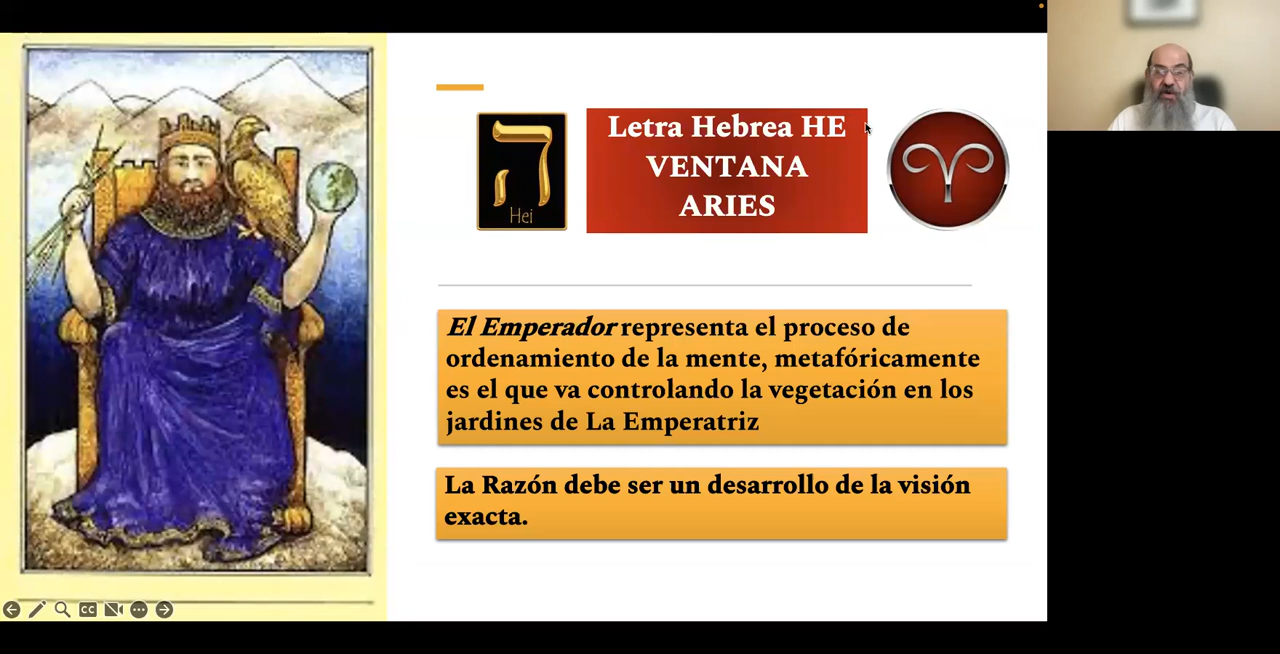 ה
Hei
Letra Hebrea HE
VENTANA
ARIES
El Emperador representa el proceso de
ordenamiento de la mente, metafóricamente
es el que va controlando la vegetación en los
jardines de La Emperatriz
La Razón debe ser un desarrollo de la visión
exacta.
CC